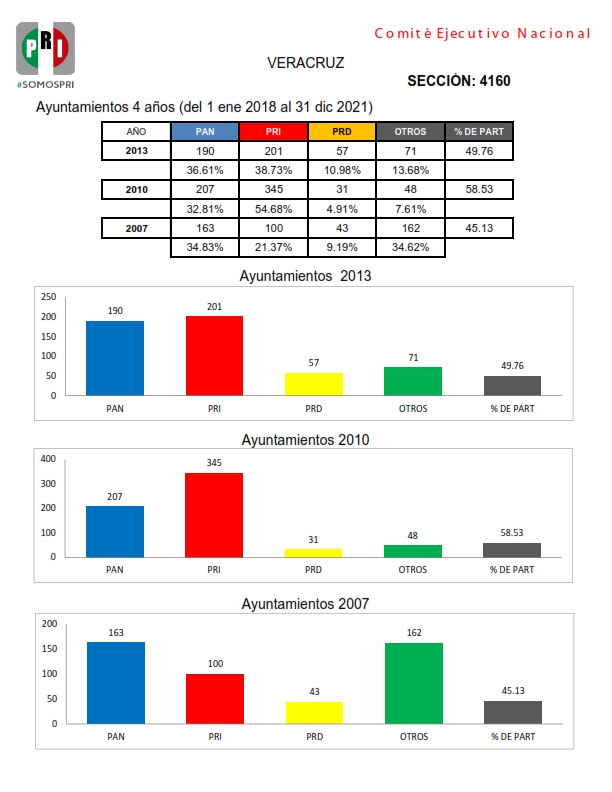 Comité Ejecutivo Nacional
PRI
#SOMOSPRI
VERACRUZ
SECCIÓN: 4160
Ayuntamientos 4 años (del 1 ene 2018 al 31 dic 2021)
AÑO PAN PRI PRD OTROS % DE PART
2013 190 201 57 71 49.76
36.61% 38.73% 10.98% 13.68%
2010 207 345 31 48 58.53
32.81% 54.68% 4.91% 7.61%
2007 163 100 43 162 45.13
34.83% 21.37% 9.19% 34.62%
Ayuntamientos 2013
250
200
150
100
50
0
190 201 57 71 49.76
PAN PRI PRD OTROS % DE PART
Ayuntamientos 2010
400
300
200
100
0
207 345 31 48 58.53
PAN PRI PRD OTROS % DE PART
Ayuntamientos 2007
200
150
100
50
0
163 100 43 162 45.13
PAN PRI PRD OTROS % DE PART